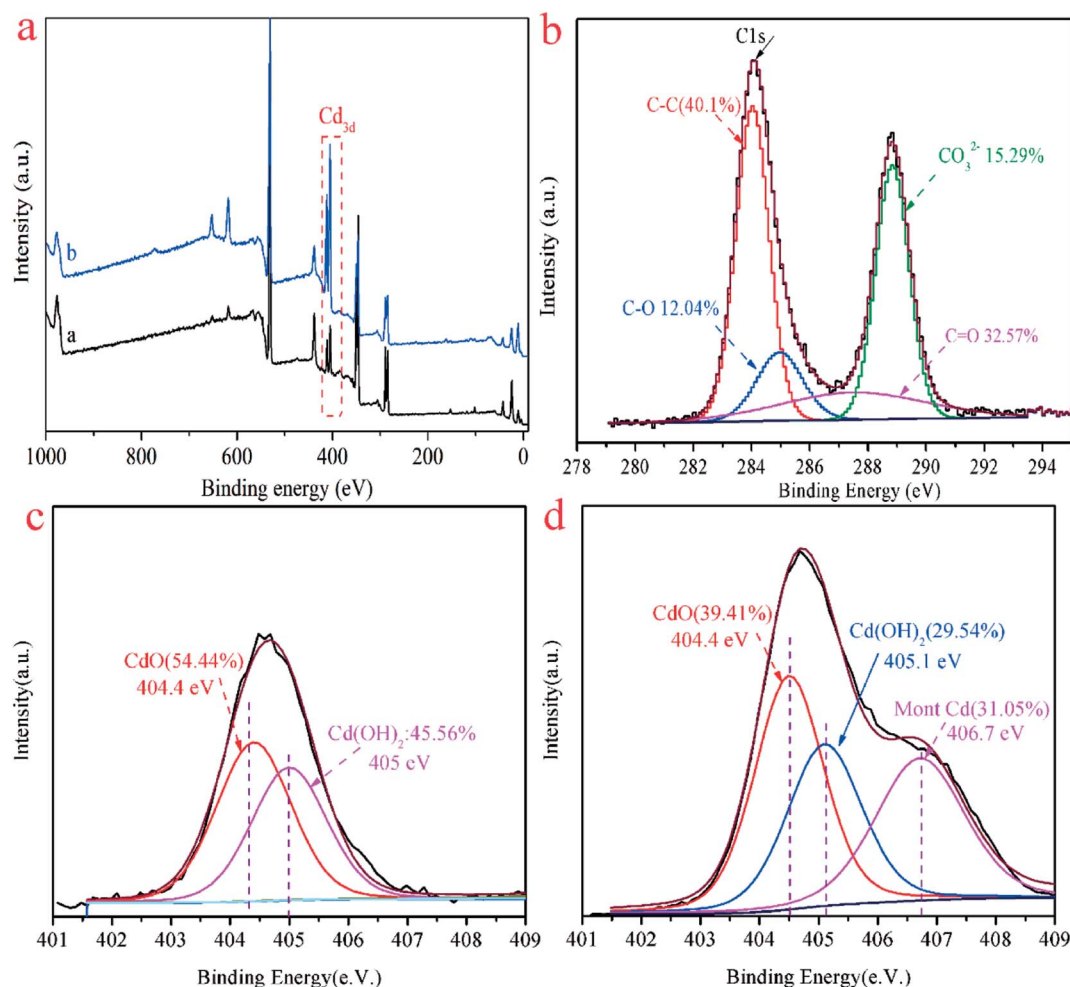 a
Cd3d
b
a
Intensity (a.u.)
1000 800 600 400 200 0
Binding energy (eV)
b
C1s
C-C(40.1%)
CO3 2- 15.29%
C-O 12.04%
C=O 32.57%
Intensity (a.u.)
278 280 282 284 286 288 290 292 294
Binding Energy (eV)
c
CdO(54.44%)
404.4 eV
Cd(OH)2:45.56%
405 eV
Intensity(a.u.)
401 402 403 404 405 406 407 408 409
Binding Energy(e.V.)
d
CdO(39.41%)
404.4 eV
Cd(OH)2(29.54%)
405.1 eV
Mont Cd(31.05%)
406.7 eV
Intensity(a.u.)
401 402 403 404 405 406 407 408 409
Binding Energy(e.V.)